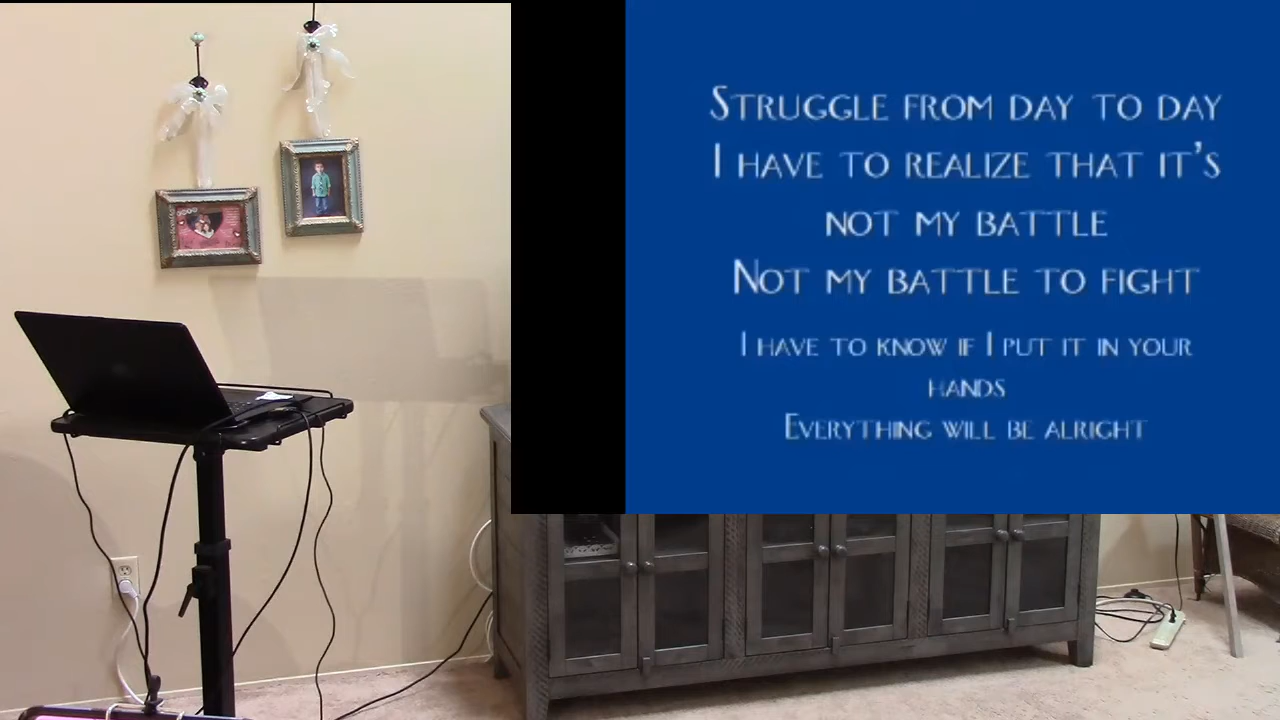 Struggle from day to day
I have to realize that it's
not my battle
Not my battle to fight
I have to know if I put it in your
hands
Everything will be alright